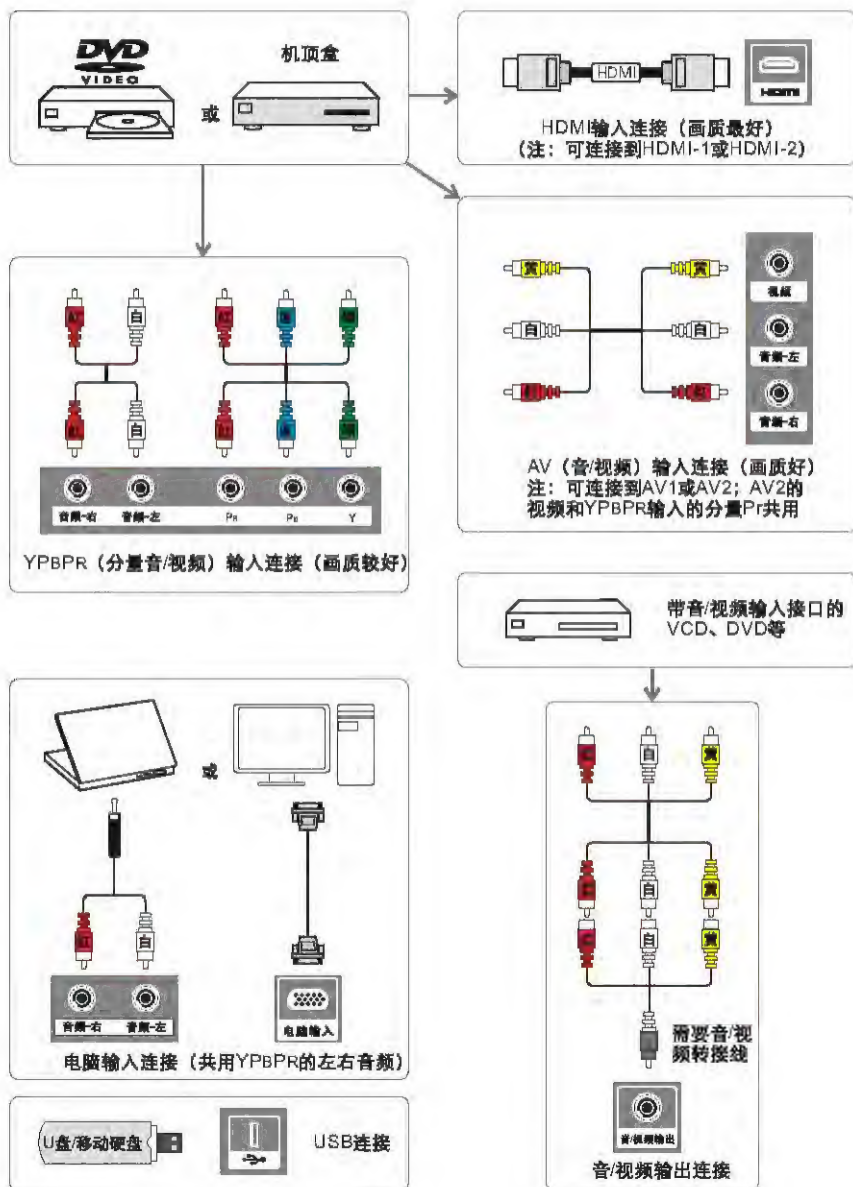 DVD
VIDEO
机顶盒
或
HDMI
HDMI
HDMI输入连接（画质最好）
（注：可连接到HDMI-1或HDMI-2）
黄
黄
白
白
红
红
视频
音频-左
音频-右
AV（音/视频）输入连接（画质好）
注：可连接到AV1或AV2；AV2的
视频和YPBPR输入的分量Pr共用
红
白
红
红
白
红
音频-右
音频-左
PR
PB
Y
YPBPR（分量音/视频）输入连接（画质较好）
带音/视频输入接口的
VCD、DVD等
或
红
白
音频-右
音频-左
电脑输入
电脑输入连接（共用YPBPR的左右音频）
红
白
黄
红
白
黄
红
白
黄
需要音/视
频转接线
音/视频输出
音/视频输出连接
U盘/移动硬盘
USB连接